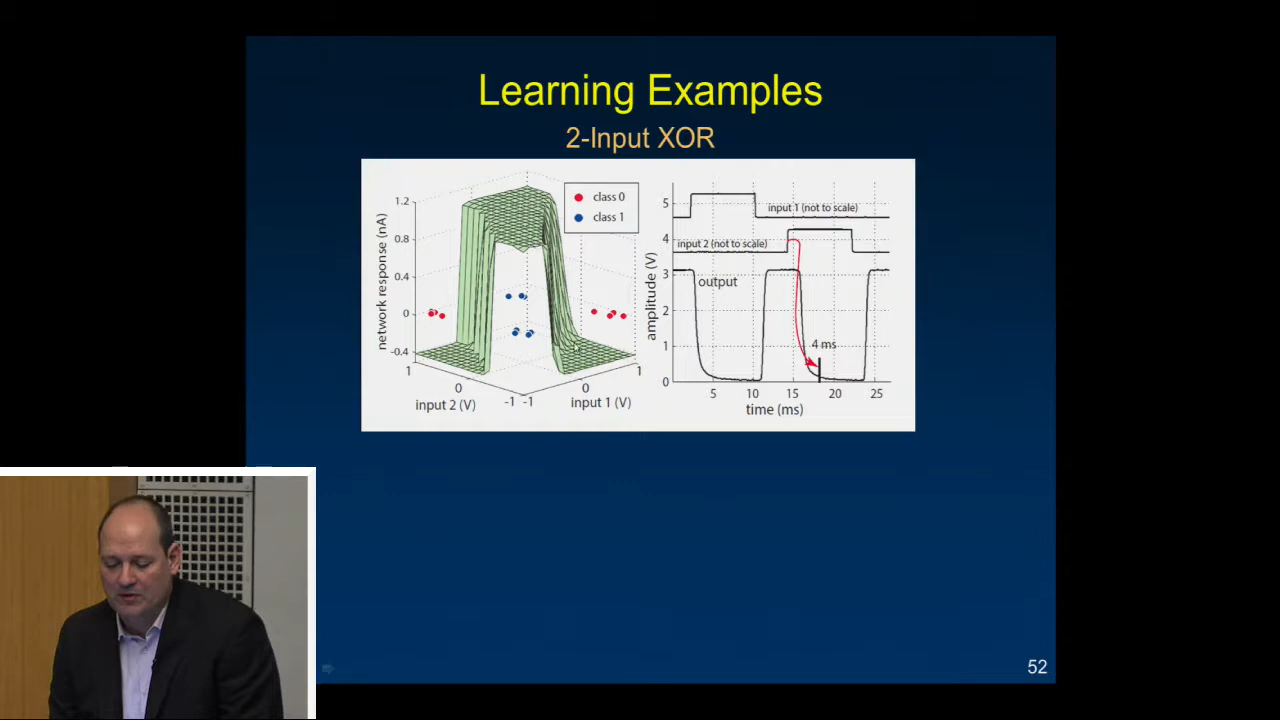 Learning Examples
2-Input XOR
network response (nA)
1.2
0.8
0.4
0
-0.4
1
0
-1
input 2 (V)
-1
0
1
input 1 (V)
class 0
class 1
amplitude (V)
5
4
3
2
1
0
input 1 (not to scale)
input 2 (not to scale)
output
4 ms
5
10
15
20
25
time (ms)
52